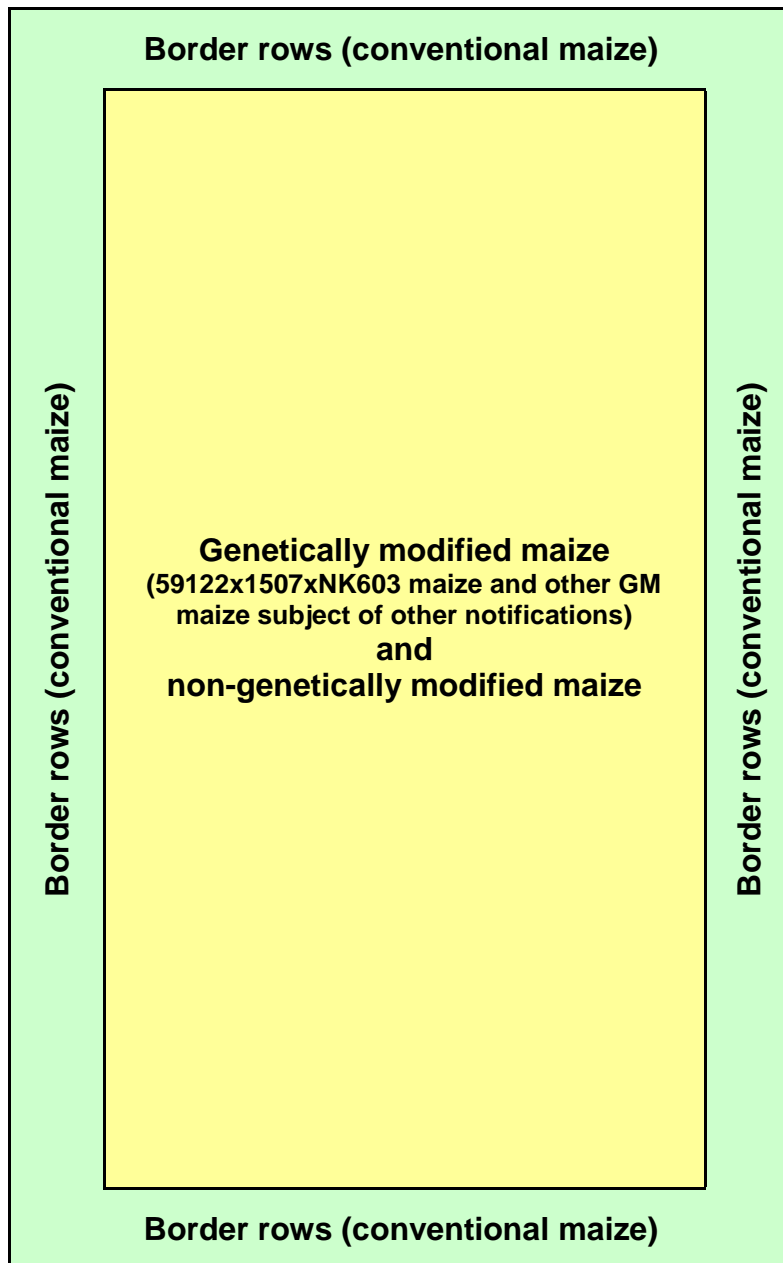 Border rows (conventional maize)
Border rows (conventional maize)
Genetically modified maize
(59122x1507xNK603 maize and other GM
maize subject of other notifications)
and
non-genetically modified maize
Border rows (conventional maize)
Border rows (conventional maize)